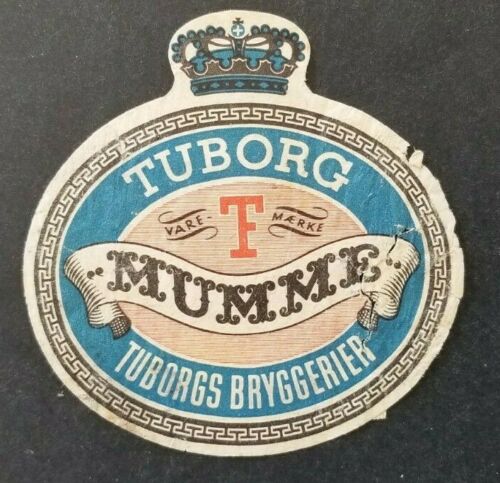 TUBORG
VARE- T MÆRKE
"MUMME"
TUBORGS BRYGGERIER